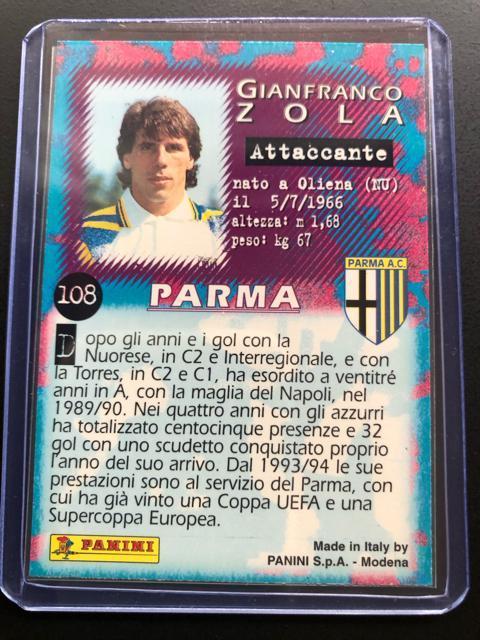 GIANFRANCO
ZOLA
Attaccante
nato a Oliena (NU)
il 5/7/1966
altezza: m 1,68
peso: kg 67
PARMA A.C.
108
PARMA
Dopo gli anni e i gol con la
Nuorese, in C2 e Interregionale, e con
la Torres, in C2 e C1, ha esordito a ventitré
anni in A, con la maglia del Napoli, nel
1989/90. Nei quattro anni con gli azzurri
ha totalizzato centocinque presenze e 32
gol con uno scudetto conquistato proprio
l'anno del suo arrivo. Dal 1993/94 le sue
prestazioni sono al servizio del Parma, con
cui ha già vinto una Coppa UEFA e una
Supercoppa Europea.
PANINI
Made in Italy by
PANINI S.p.A. - Modena